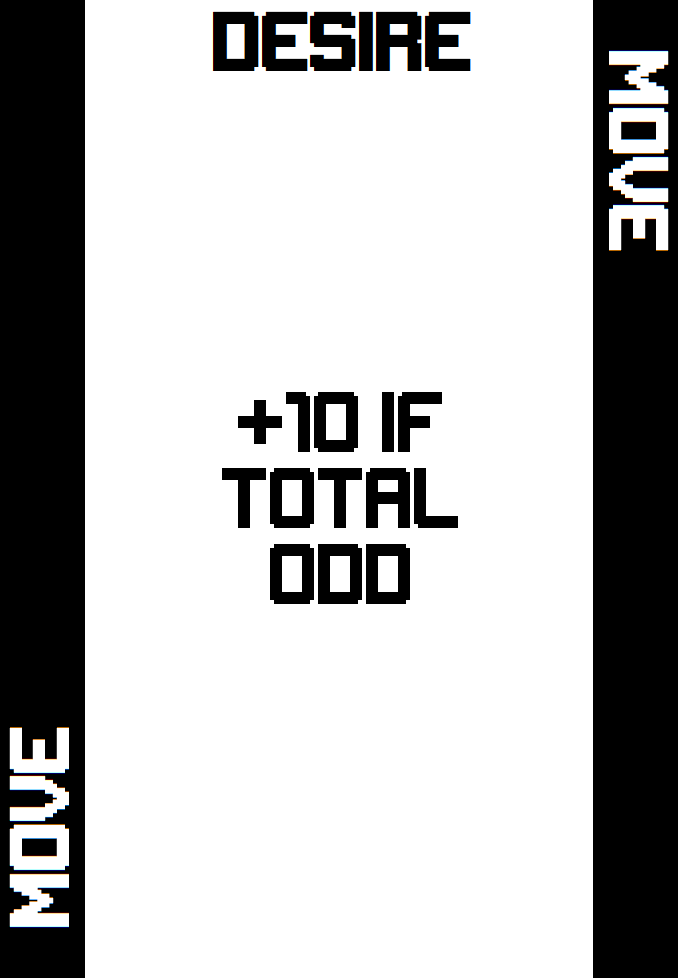 DESIRE
MOVE
+10 IF
TOTAL
ODD
MOVE